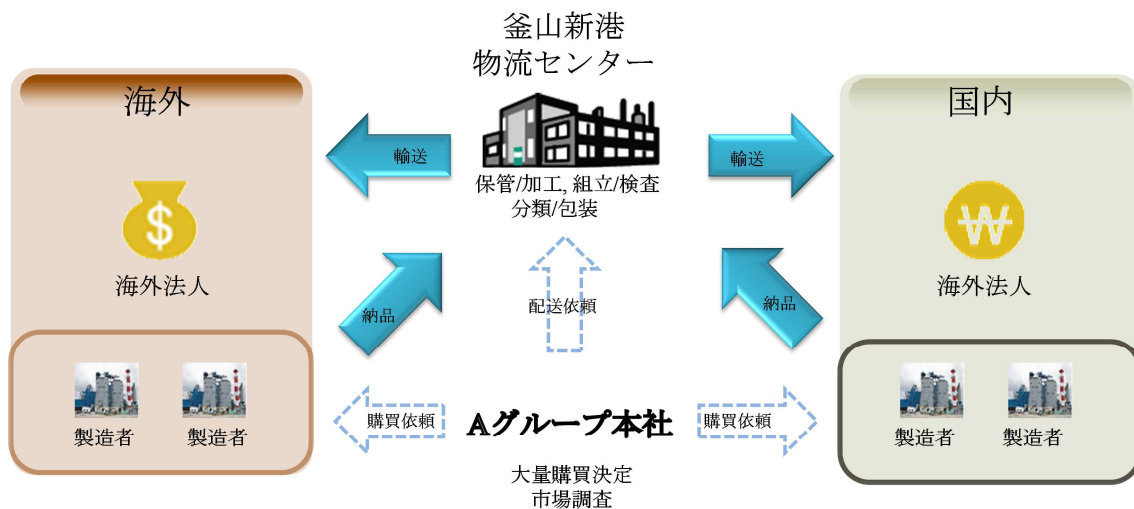 釜山新港
物流センター
海外
国内
輸送
輸送
保管/加工, 組立/検査
分類/包装
$
₩
海外法人
海外法人
納品
配送依頼
納品
製造者
製造者
購買依頼
Aグループ本社
購買依頼
製造者
製造者
大量購買決定
市場調査